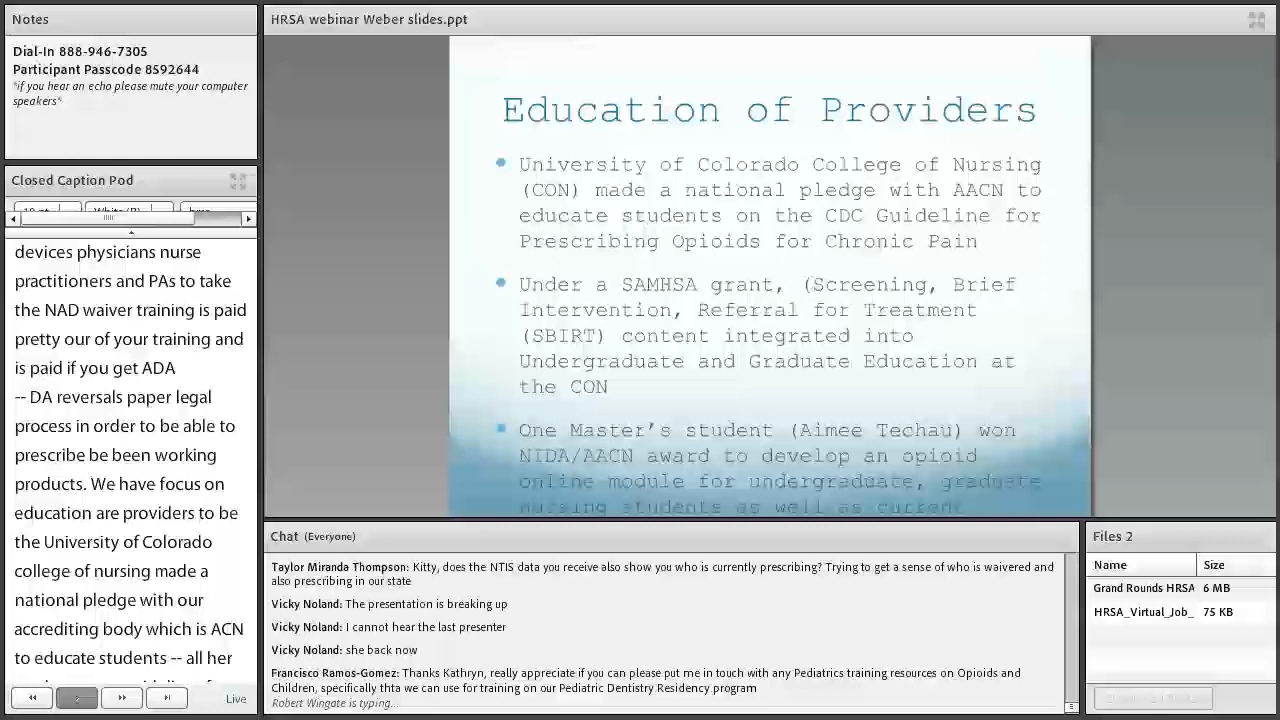 Notes
Dial-In 888-946-7305
Participant Passcode 8592644
*if you hear an echo please mute your computer
speakers*
Closed Caption Pod
devices physicians nurse
practitioners and PAs to take
the NAD waiver training is paid
pretty our of your training and
is paid if you get ADA
-- DA reversals paper legal
process in order to be able to
prescribe be been working
products. We have focus on
education are providers to be
the University of Colorado
college of nursing made a
national pledge with our
accrediting body which is ACN
to educate students -- all her
Live
HRSA webinar Weber slides.ppt
Education of Providers
University of Colorado College of Nursing
(CON) made a national pledge with AACN to
educate students on the CDC Guideline for
Prescribing Opioids for Chronic Pain
Under a SAMHSA grant, (Screening, Brief
Intervention, Referral for Treatment
(SBIRT) content integrated into
Undergraduate and Graduate Education at
the CON
One Master's student (Aimee Techau) won
NIDA/AACN award to develop an opioid
online module for undergraduate, graduate
nursing students as well as current
Chat (Everyone)
Taylor Miranda Thompson: Kitty, does the NTIS data you receive also show you who is currently prescribing? Trying to get a sense of who is waivered and
also prescribing in our state
Vicky Noland: The presentation is breaking up
Vicky Noland: I cannot hear the last presenter
Vicky Noland: she back now
Francisco Ramos-Gomez: Thanks Kathryn, really appreciate if you can please put me in touch with any Pediatrics training resources on Opioids and
Children, specifically thta we can use for training on our Pediatric Dentistry Residency program
Robert Wingate is typing...
Files 2
Name Size
Grand Rounds HRSA 6 MB
HRSA_Virtual_Job_ 75 KB